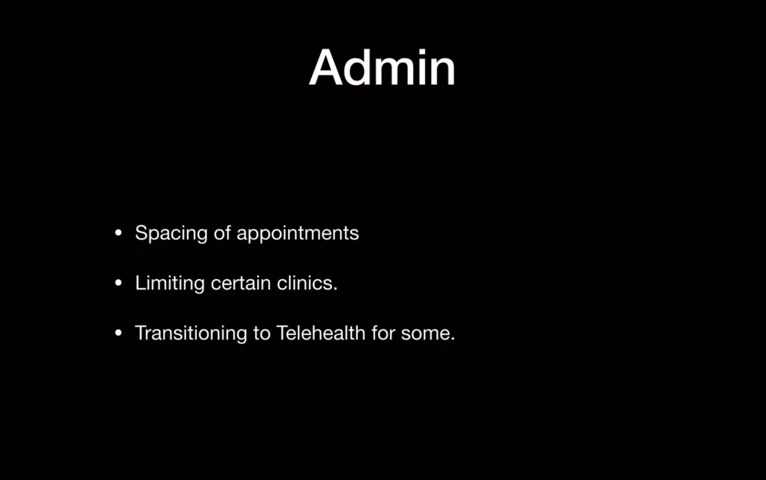 Admin
• Spacing of appointments
• Limiting certain clinics.
• Transitioning to Telehealth for some.